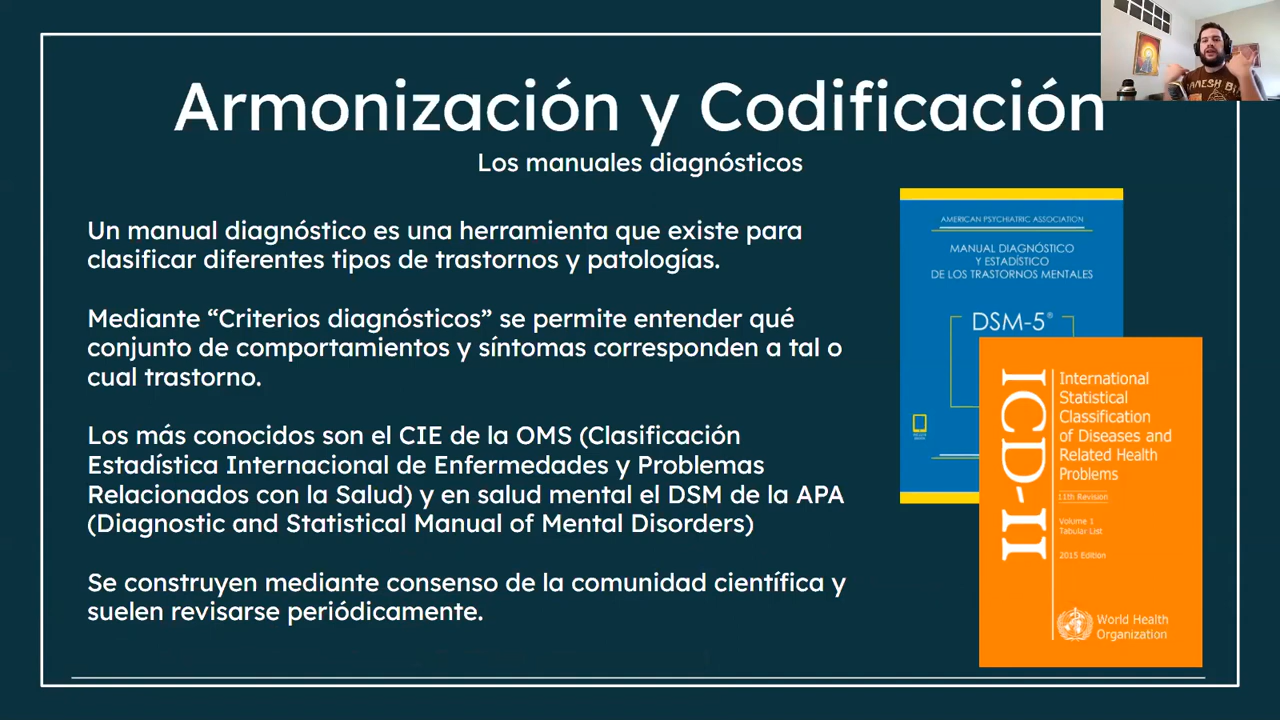 Armonización y Codificación
Los manuales diagnósticos
Un manual diagnóstico es una herramienta que existe para
clasificar diferentes tipos de trastornos y patologías.
Mediante “Criterios diagnósticos” se permite entender qué
conjunto de comportamientos y síntomas corresponden a tal o
cual trastorno.
Los más conocidos son el CIE de la OMS (Clasificación
Estadística Internacional de Enfermedades y Problemas
Relacionados con la Salud) y en salud mental el DSM de la APA
(Diagnostic and Statistical Manual of Mental Disorders)
Se construyen mediante consenso de la comunidad científica y
suelen revisarse periódicamente.
AMERICAN PSYCHIATRIC ASSOCIATION
MANUAL DIAGNÓSTICO
Y ESTADÍSTICO
DE LOS TRASTORNOS MENTALES
DSM-5®
ICD-II
International
Statistical
Classification
of Diseases and
Related Health
Problems
11th Revision
Volume 1
Tabular List
2015 Edition
World Health
Organization